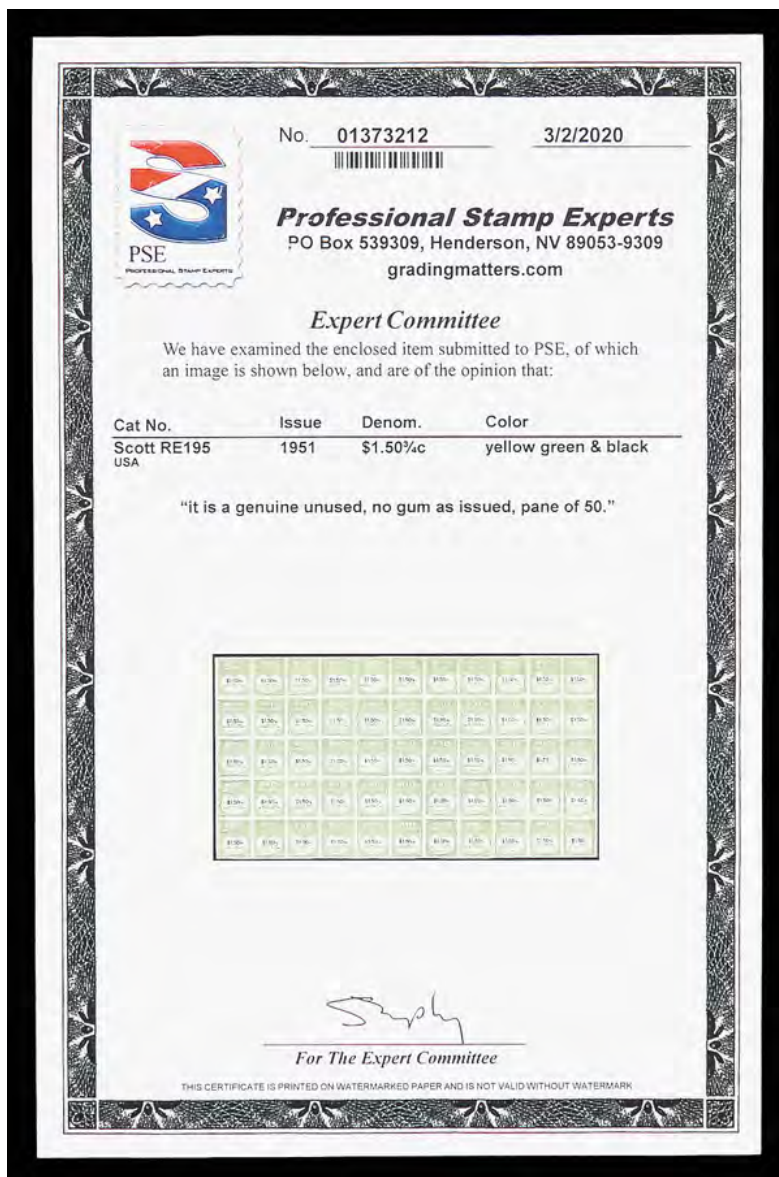 No. 01373212 3/2/2020
PSE
PROFESSIONAL STAMP EXPERTS
Professional Stamp Experts
PO Box 539309, Henderson, NV 89053-9309
gradingmatters.com
Expert Committee
We have examined the enclosed item submitted to PSE, of which
an image is shown below, and are of the opinion that:
Cat No. Issue Denom. Color
Scott RE195 1951 $1.50¾c yellow green & black
USA
“it is a genuine unused, no gum as issued, pane of 50.”
For The Expert Committee
THIS CERTIFICATE IS PRINTED ON WATERMARKED PAPER AND IS NOT VALID WITHOUT WATERMARK